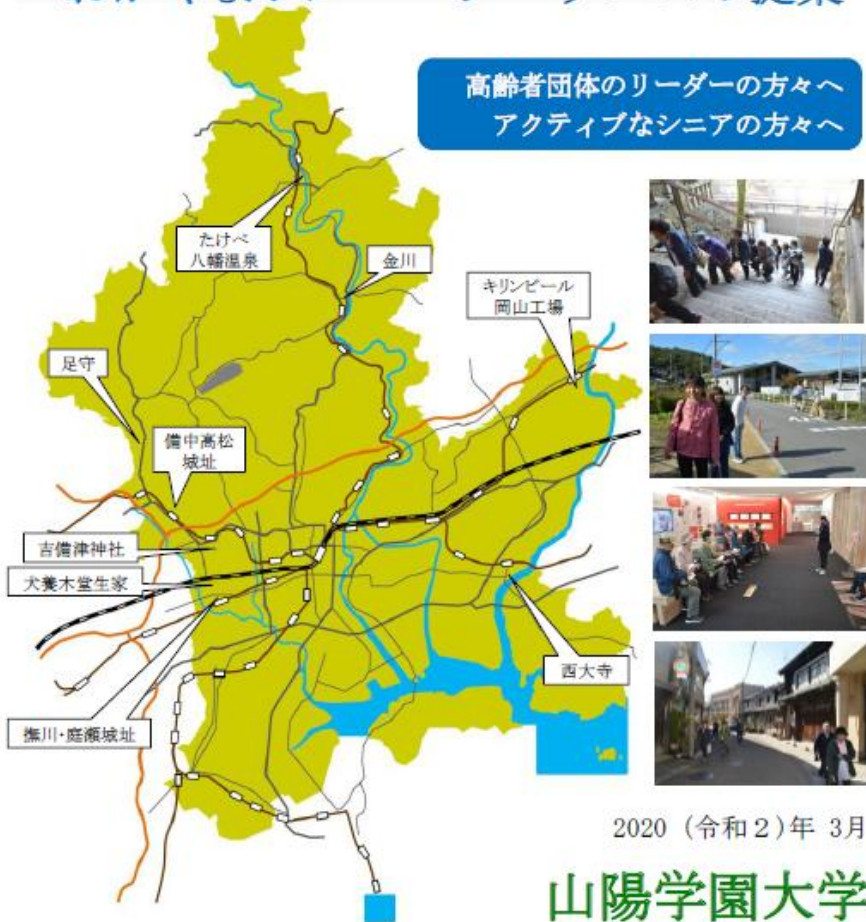 高齢者団体のリーダーの方々へ
アクティブなシニアの方々へ
たけべ
八幡温泉
金川
キリンビール
岡山工場
足守
備中高松
城址
吉備津神社
犬養木堂生家
西大寺
撫川・庭瀬城址
2020（令和２）年 3月
山陽学園大学